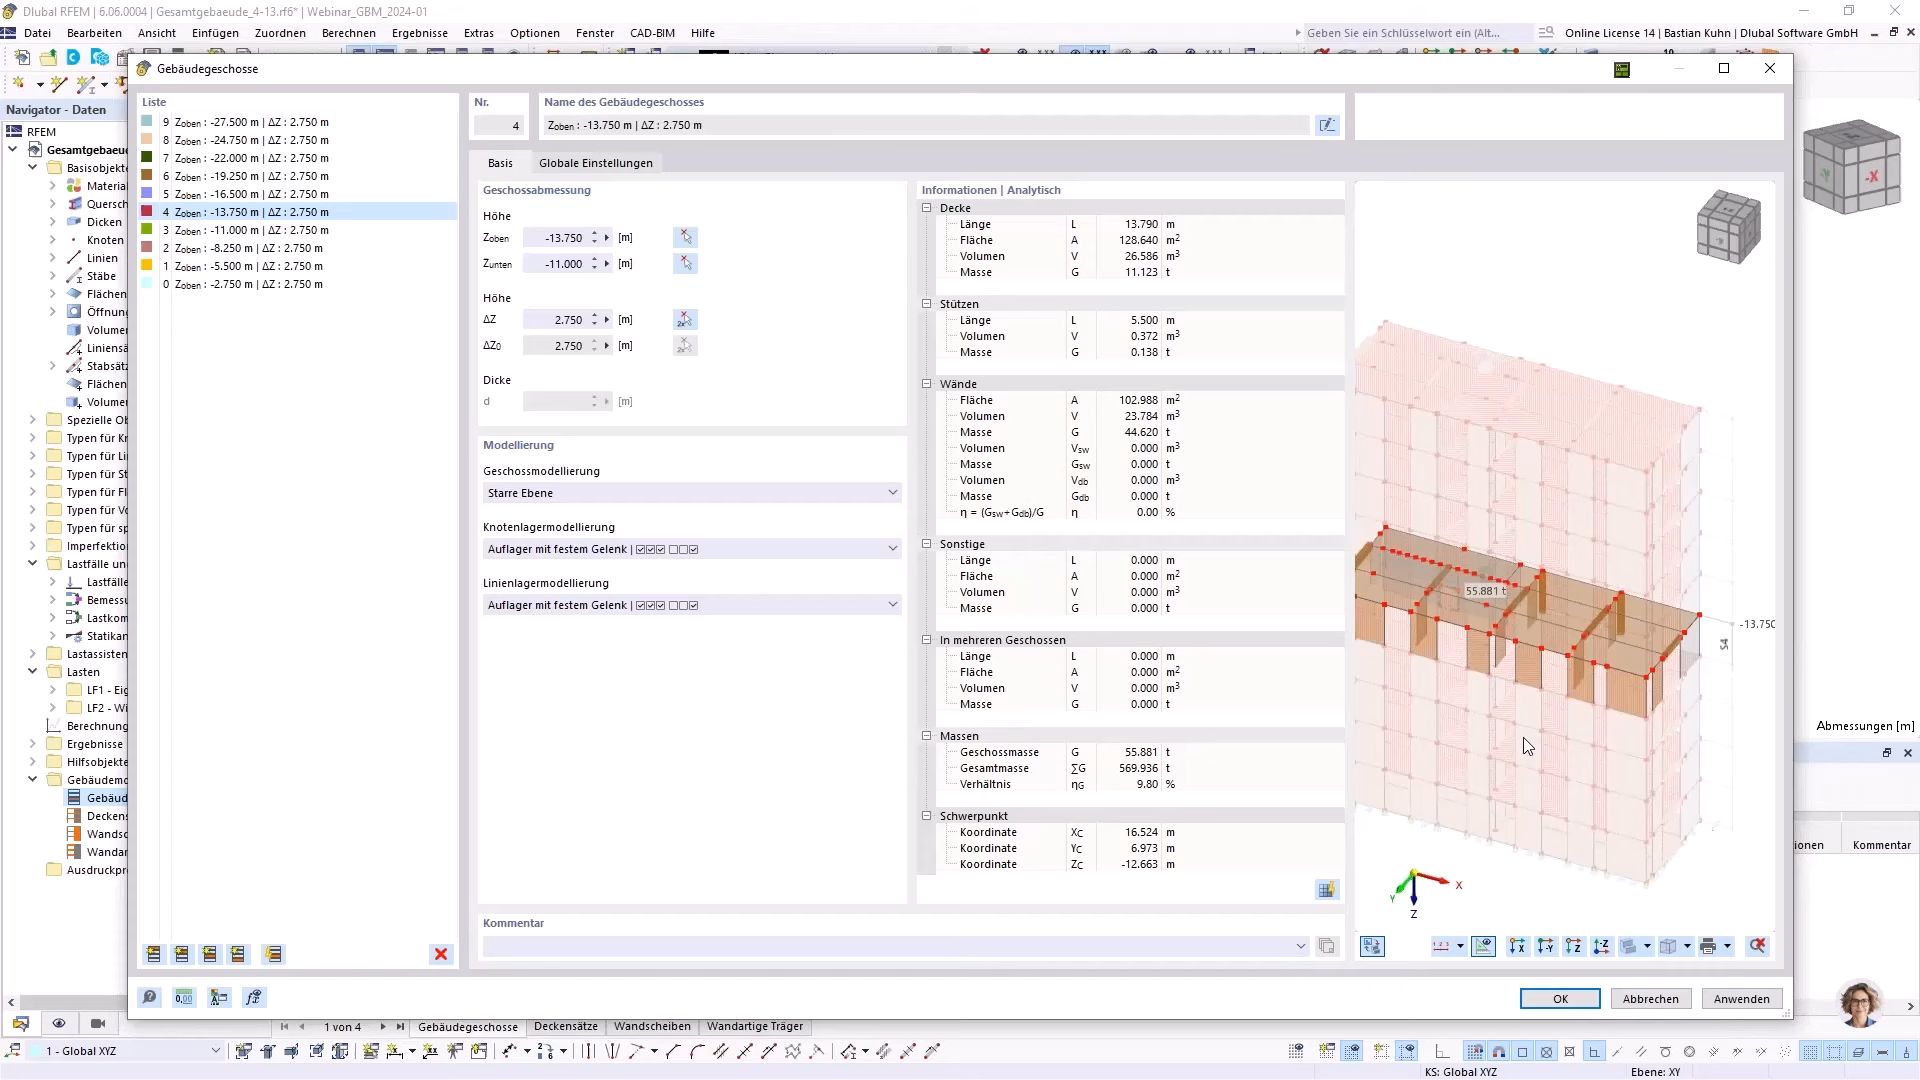 Dlubal RFEM | 6.06.0004 | Gesamtgebaeude_4-13.rf6* | Webinar_GBM_2024-01
Datei Bearbeiten Ansicht Einfügen Zuordnen Berechnen Ergebnisse Extras Optionen Fenster CAD-BIM Hilfe
Geben Sie ein Schlüsselwort ein (Alt...
Online License 14 | Bastian Kuhn | Dlubal Software GmbH
Navigator - Daten
RFEM
Gesamtgebaeu
Basisobjekt
Material
Quersch
Dicken
Knoten
Linien
Stäbe
Flächen
Öffnun
Volumer
Liniensä
Stabsätz
Flächen
Volumer
Spezielle Ob
Typen für Kn
Typen für Li
Typen für St
Typen für Fl
Typen für Vo
Typen für sp
Imperfektio
Lastfälle un
Lastfälle
Bemess
Lastkom
Statikan
Lastassisten
Lasten
LF1 - Eig
LF2 - Wi
Berechnung
Ergebnisse
Hilfsobjekte
Gebäudemo
Gebäud
Deckens
Wandsc
Wandar
Ausdruckpr
Gebäudegeschosse
Liste
9 Zoben : -27.500 m | ΔZ : 2.750 m
8 Zoben : -24.750 m | ΔZ : 2.750 m
7 Zoben : -22.000 m | ΔZ : 2.750 m
6 Zoben : -19.250 m | ΔZ : 2.750 m
5 Zoben : -16.500 m | ΔZ : 2.750 m
4 Zoben : -13.750 m | ΔZ : 2.750 m
3 Zoben : -11.000 m | ΔZ : 2.750 m
2 Zoben : -8.250 m | ΔZ : 2.750 m
1 Zoben : -5.500 m | ΔZ : 2.750 m
0 Zoben : -2.750 m | ΔZ : 2.750 m
Nr.
4
Name des Gebäudegeschosses
Zoben : -13.750 m | ΔZ : 2.750 m
Basis Globale Einstellungen
Geschossabmessung
Höhe
Zoben -13.750 [m]
Zunten -11.000 [m]
Höhe
ΔZ 2.750 [m]
ΔZ0 2.750 [m]
Dicke
d [m]
Modellierung
Geschossmodellierung
Starre Ebene
Knotenlagermodellierung
Auflager mit festem Gelenk | ☑☑☑ ☐☐☑
Linienlagermodellierung
Auflager mit festem Gelenk | ☑☑☑ ☐☐☑
Informationen | Analytisch
Decke
Länge L 13.790 m
Fläche A 128.640 m2
Volumen V 26.586 m3
Masse G 11.123 t
Stützen
Länge L 5.500 m
Volumen V 0.372 m3
Masse G 0.138 t
Wände
Fläche A 102.988 m2
Volumen V 23.784 m3
Masse G 44.620 t
Volumen Vsw 0.000 m3
Masse Gsw 0.000 t
Volumen Vdb 0.000 m3
Masse Gdb 0.000 t
η = (Gsw+Gdb)/G η 0.00 %
Sonstige
Länge L 0.000 m
Fläche A 0.000 m2
Volumen V 0.000 m3
Masse G 0.000 t
In mehreren Geschossen
Länge L 0.000 m
Fläche A 0.000 m2
Volumen V 0.000 m3
Masse G 0.000 t
Massen
Geschossmasse G 55.881 t
Gesamtmasse ΣG 569.936 t
Verhältnis ηG 9.80 %
Schwerpunkt
Koordinate XC 16.524 m
Koordinate YC 6.973 m
Koordinate ZC -12.663 m
Kommentar
55.881 t
-13.750
S4
X
Y
Z
-Y -X
Abmessungen [m]
ionen Kommentar
OK Abbrechen Anwenden
1 von 4 Gebäudegeschosse Deckensätze Wandscheiben Wandartige Träger
1 - Global XYZ
KS: Global XYZ Ebene: XY